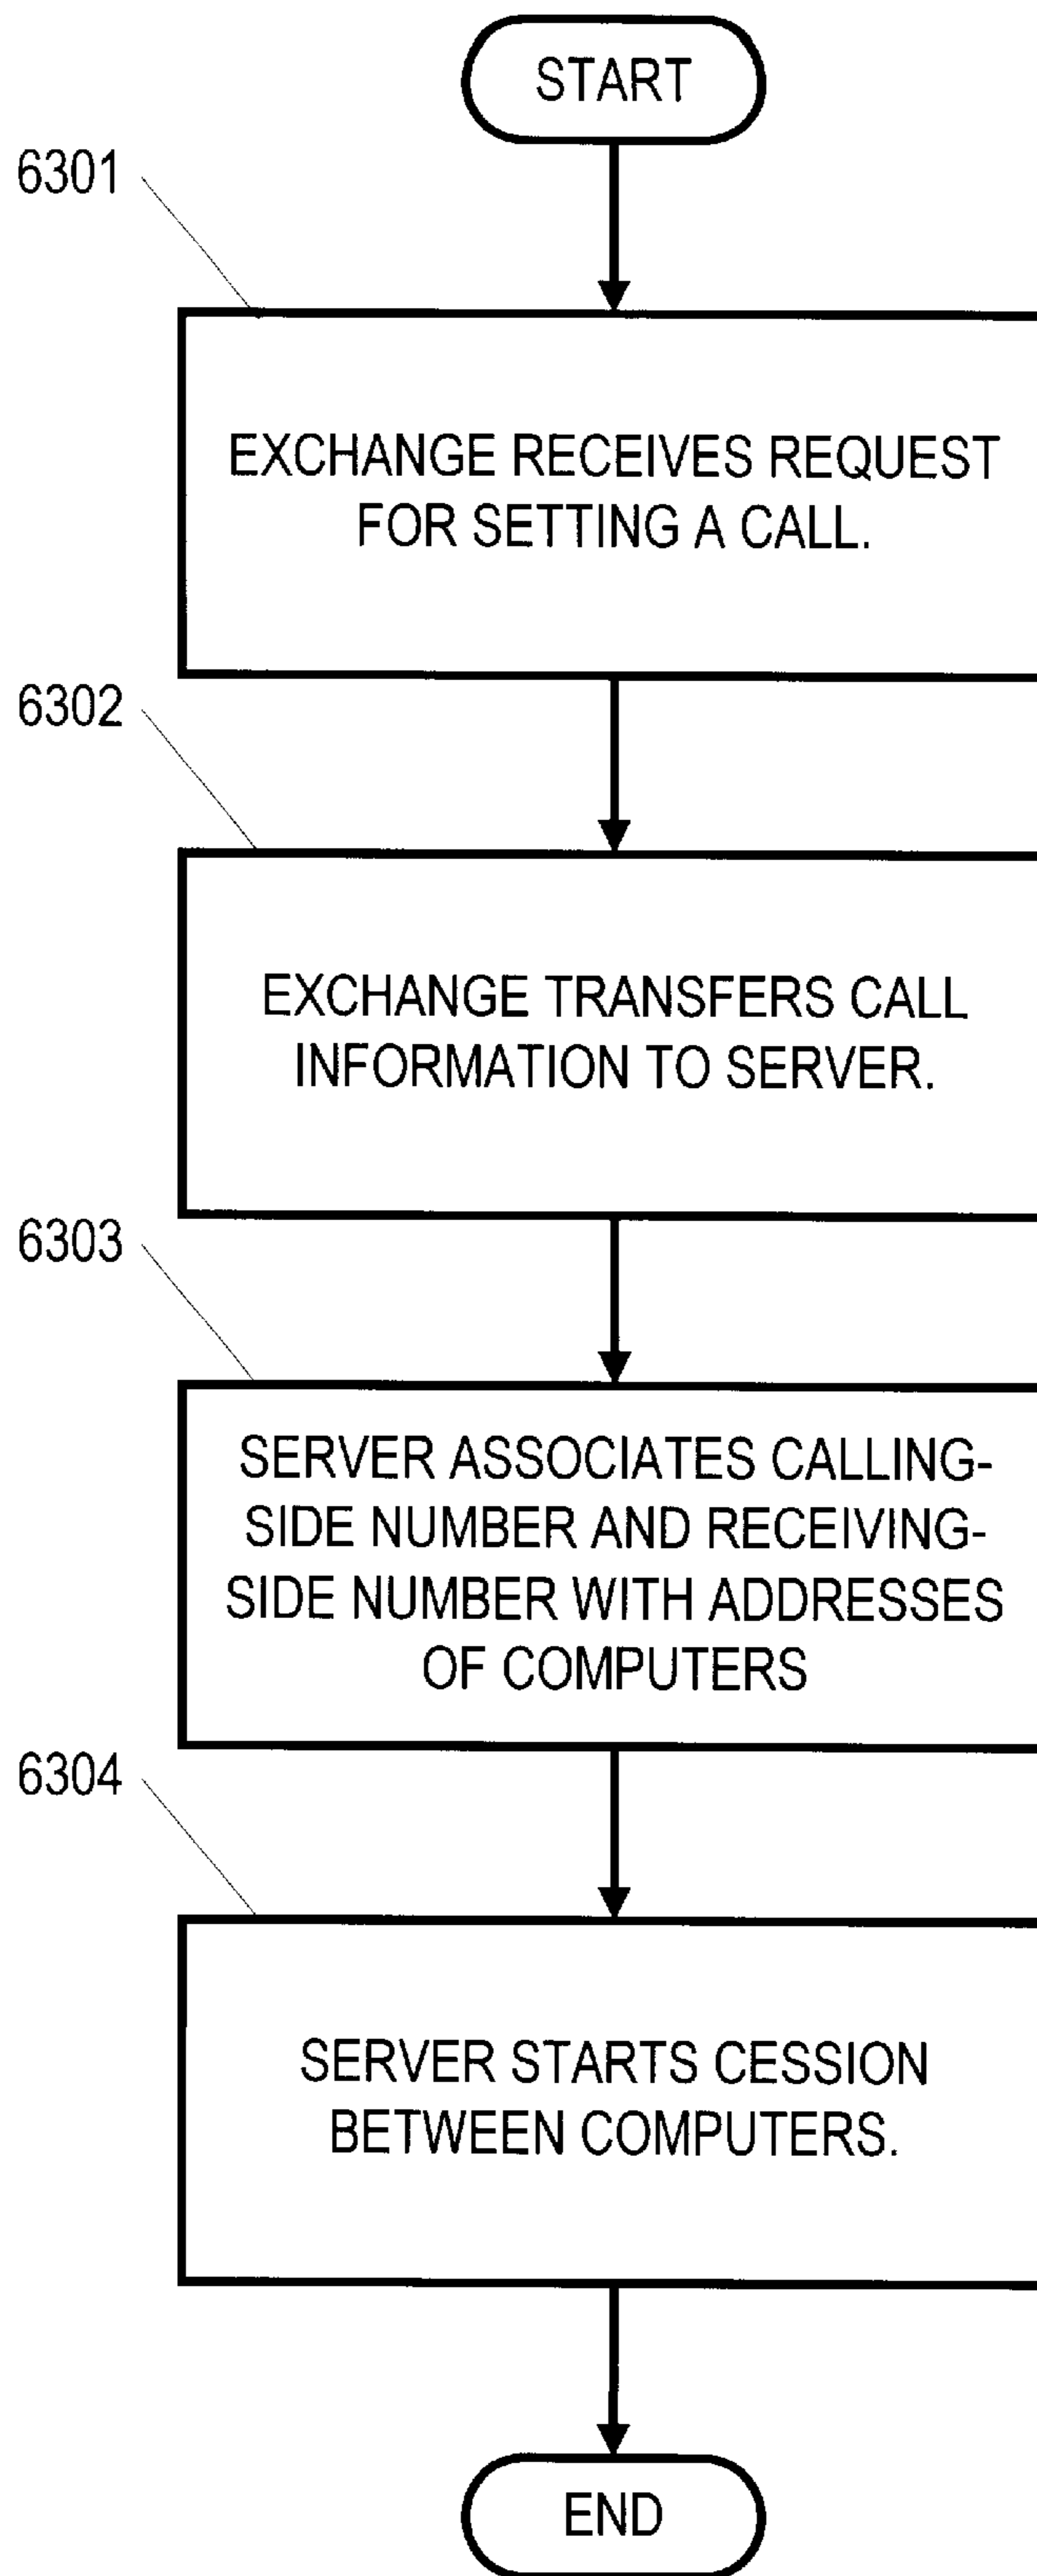 START
6301
EXCHANGE RECEIVES REQUEST
FOR SETTING A CALL.
6302
EXCHANGE TRANSFERS CALL
INFORMATION TO SERVER.
6303
SERVER ASSOCIATES CALLING-
SIDE NUMBER AND RECEIVING-
SIDE NUMBER WITH ADDRESSES
OF COMPUTERS
6304
SERVER STARTS CESSION
BETWEEN COMPUTERS.
END